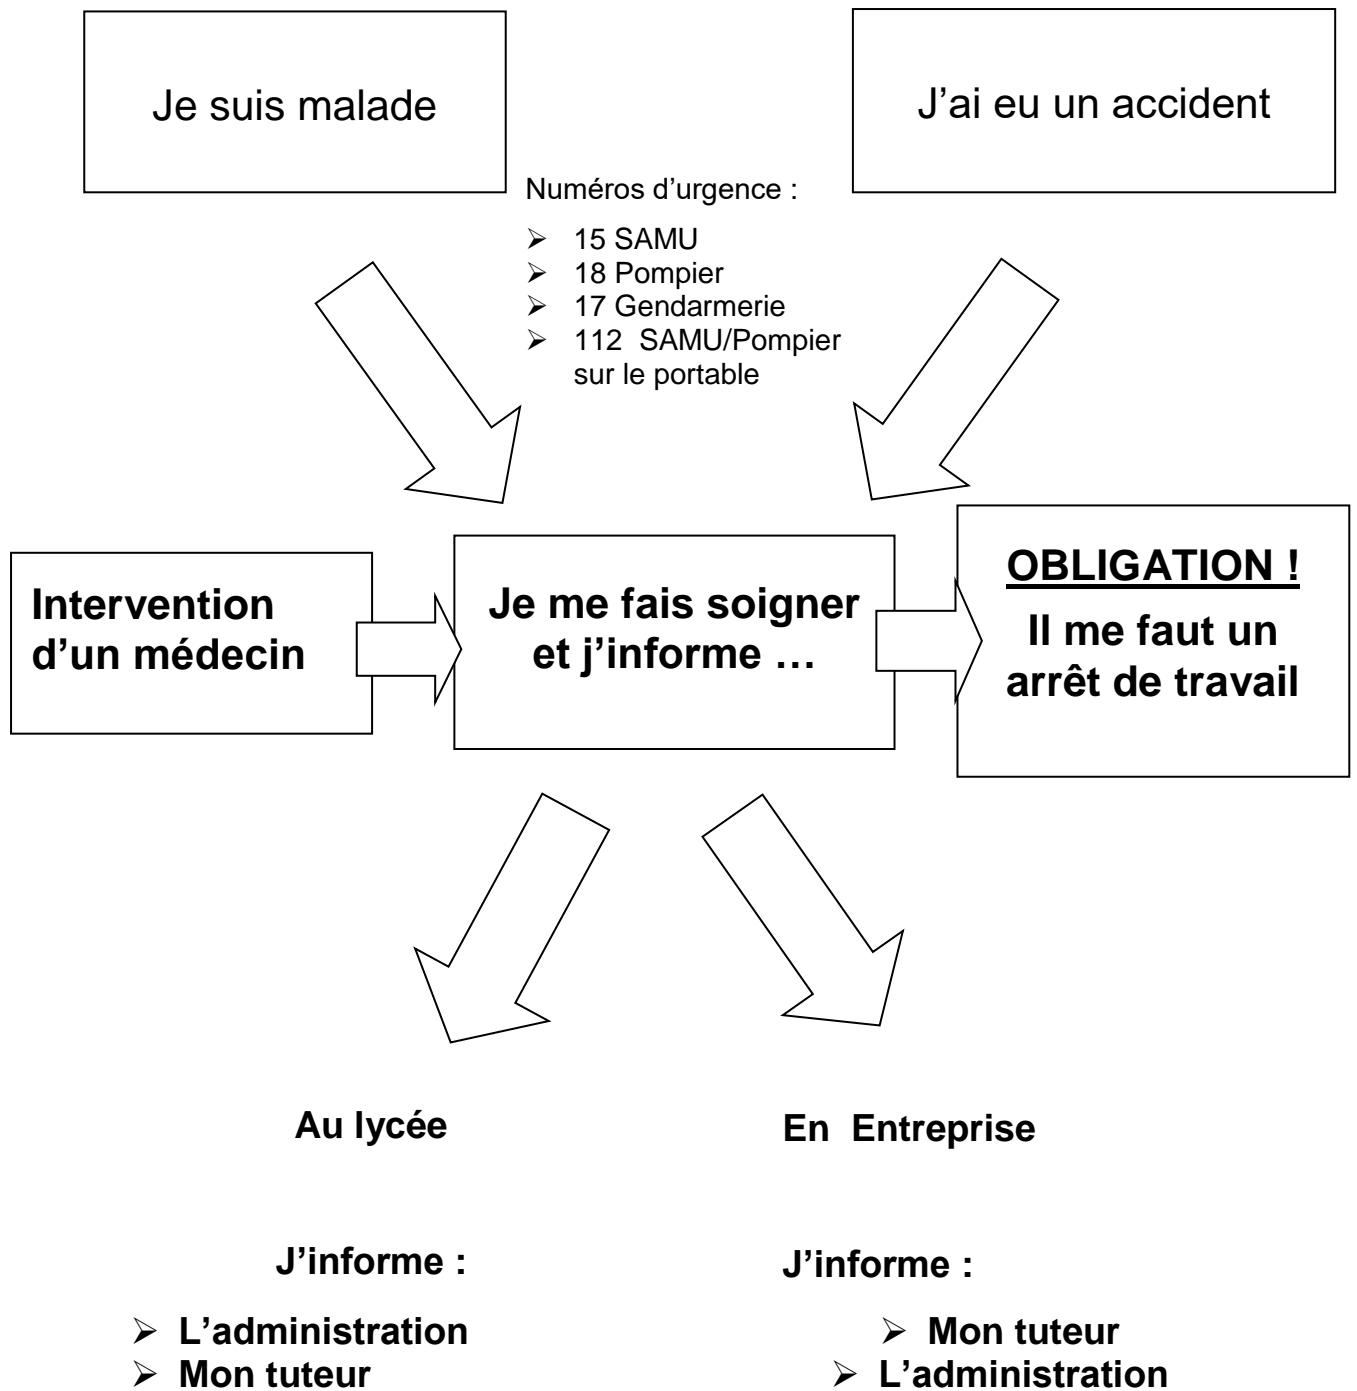 Je suis malade
J’ai eu un accident
Numéros d’urgence :
➢ 15 SAMU
➢ 18 Pompier
➢ 17 Gendarmerie
➢ 112 SAMU/Pompier
sur le portable
Intervention
d’un médecin
Je me fais soigner
et j’informe …
OBLIGATION !
Il me faut un
arrêt de travail
Au lycée
J’informe :
➢ L’administration
➢ Mon tuteur
En Entreprise
J’informe :
➢ Mon tuteur
➢ L’administration